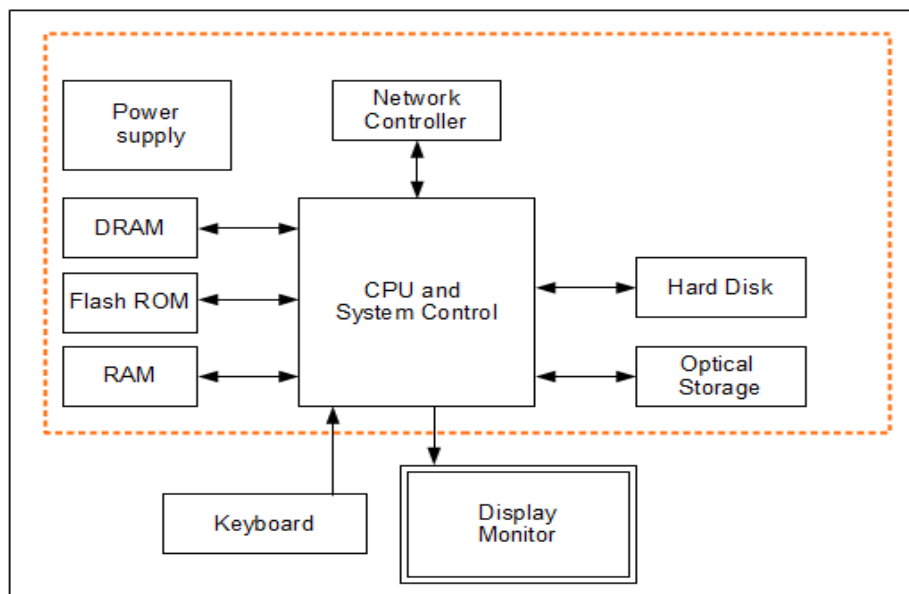 Power
supply
Network
Controller
DRAM
Flash ROM
RAM
CPU and
System Control
Hard Disk
Optical
Storage
Keyboard
Display
Monitor